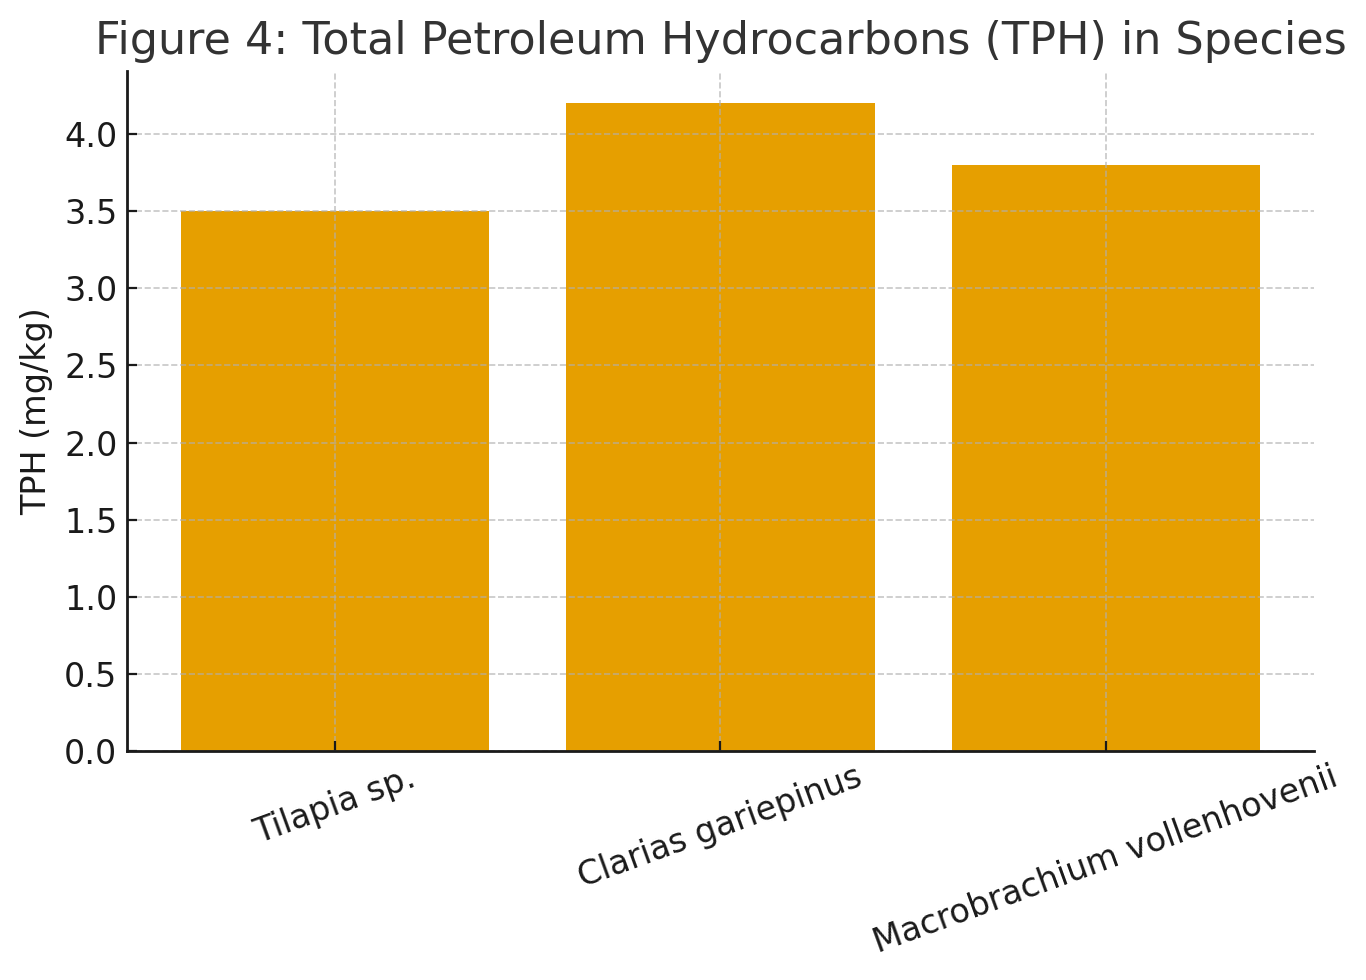 Figure 4: Total Petroleum Hydrocarbons (TPH) in Species
TPH (mg/kg)
4.0
3.5
3.0
2.5
2.0
1.5
1.0
0.5
0.0
Tilapia sp.
Clarias gariepinus
Macrobrachium vollenhovenii